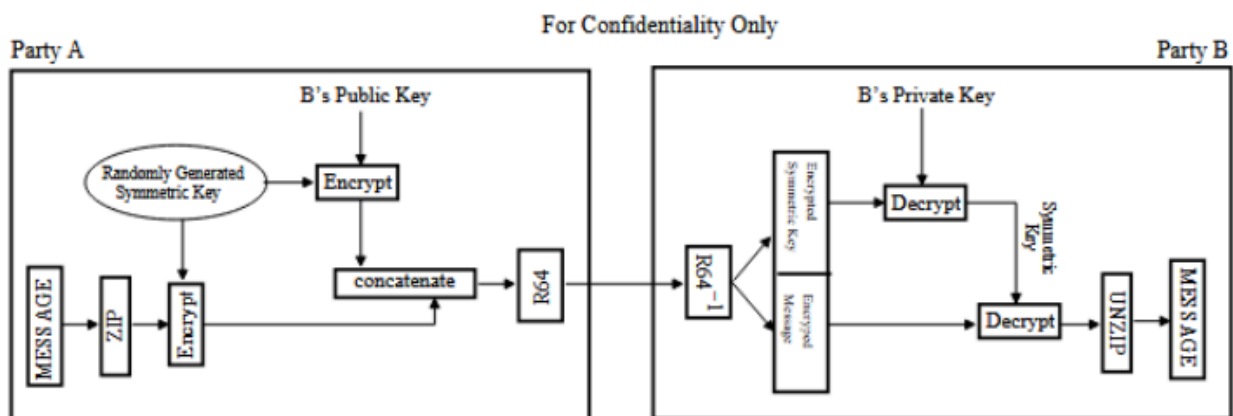 For Confidentiality Only
Party A
Party B
B's Public Key
B's Private Key
Randomly Generated
Symmetric Key
Encrypt
concatenate
R64
MESSAGE
ZIP
Encrypt
R64⁻¹
Encrypted
Symmetric Key
Encryped
Message
Decrypt
Symmetric
Key
Decrypt
UNZIP
MESSAGE